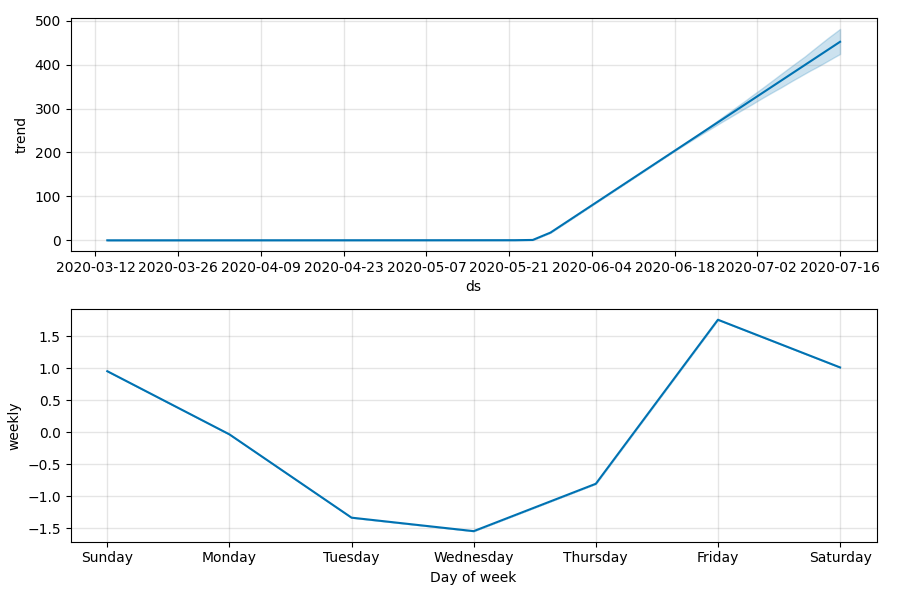 500
400
300
200
100
0
trend
2020-03-12 2020-03-26 2020-04-09 2020-04-23 2020-05-07 2020-05-21 2020-06-04 2020-06-18 2020-07-02 2020-07-16
ds
1.5
1.0
0.5
0.0
−0.5
−1.0
−1.5
weekly
Sunday Monday Tuesday Wednesday Thursday Friday Saturday
Day of week